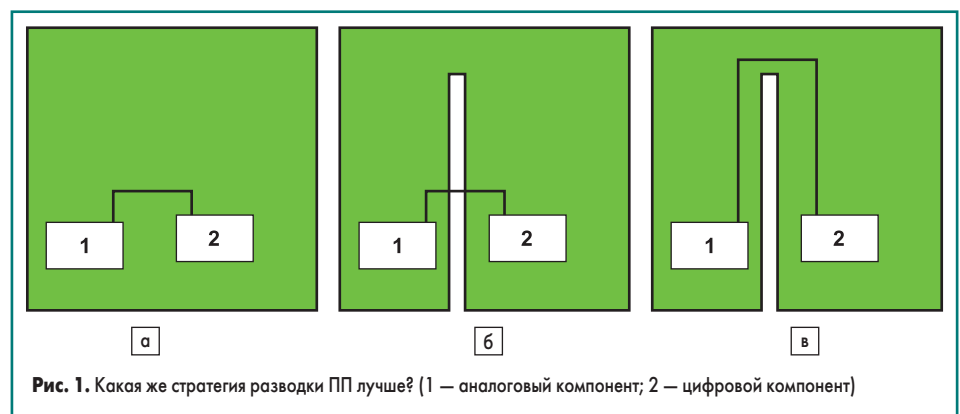 1
2
1
2
1
2
а
б
в
Рис. 1. Какая же стратегия разводки ПП лучше? (1 — аналоговый компонент; 2 — цифровой компонент)